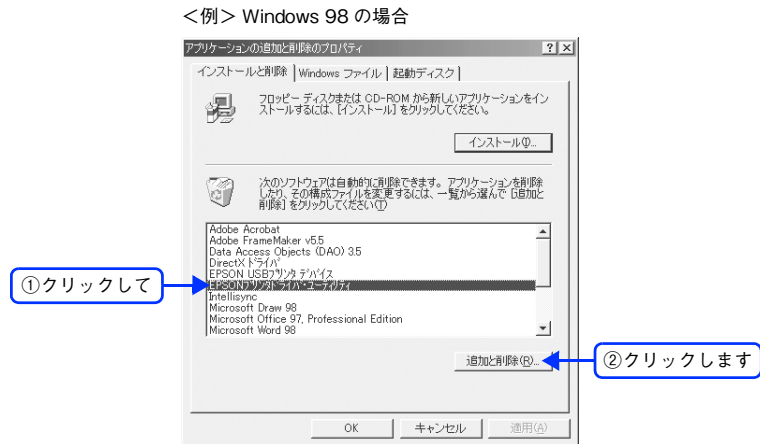 ＜例＞ Windows 98 の場合
アプリケーションの追加と削除のプロパティ
インストールと削除
Windows ファイル
起動ディスク
フロッピー ディスクまたは CD-ROM から新しいアプリケーションをイン
ストールするには、[インストール] をクリックしてください。
インストール(I)...
次のソフトウェアは自動的に削除できます。アプリケーションを削除
したり、その構成ファイルを変更するには、一覧から選んで [追加と
削除] をクリックしてください(T)
Adobe Acrobat
Adobe FrameMaker v5.5
Data Access Objects (DAO) 3.5
DirectX ﾄﾞﾗｲﾊﾞ
EPSON USBﾌﾟﾘﾝﾀ ﾃﾞﾊﾞｲｽ
①クリックして
EPSONﾌﾟﾘﾝﾀﾄﾞﾗｲﾊﾞ･ﾕｰﾃｨﾘﾃｨ
Intellisync
Microsoft Draw 98
Microsoft Office 97, Professional Edition
Microsoft Word 98
追加と削除(R)...
②クリックします
OK
キャンセル
適用(A)